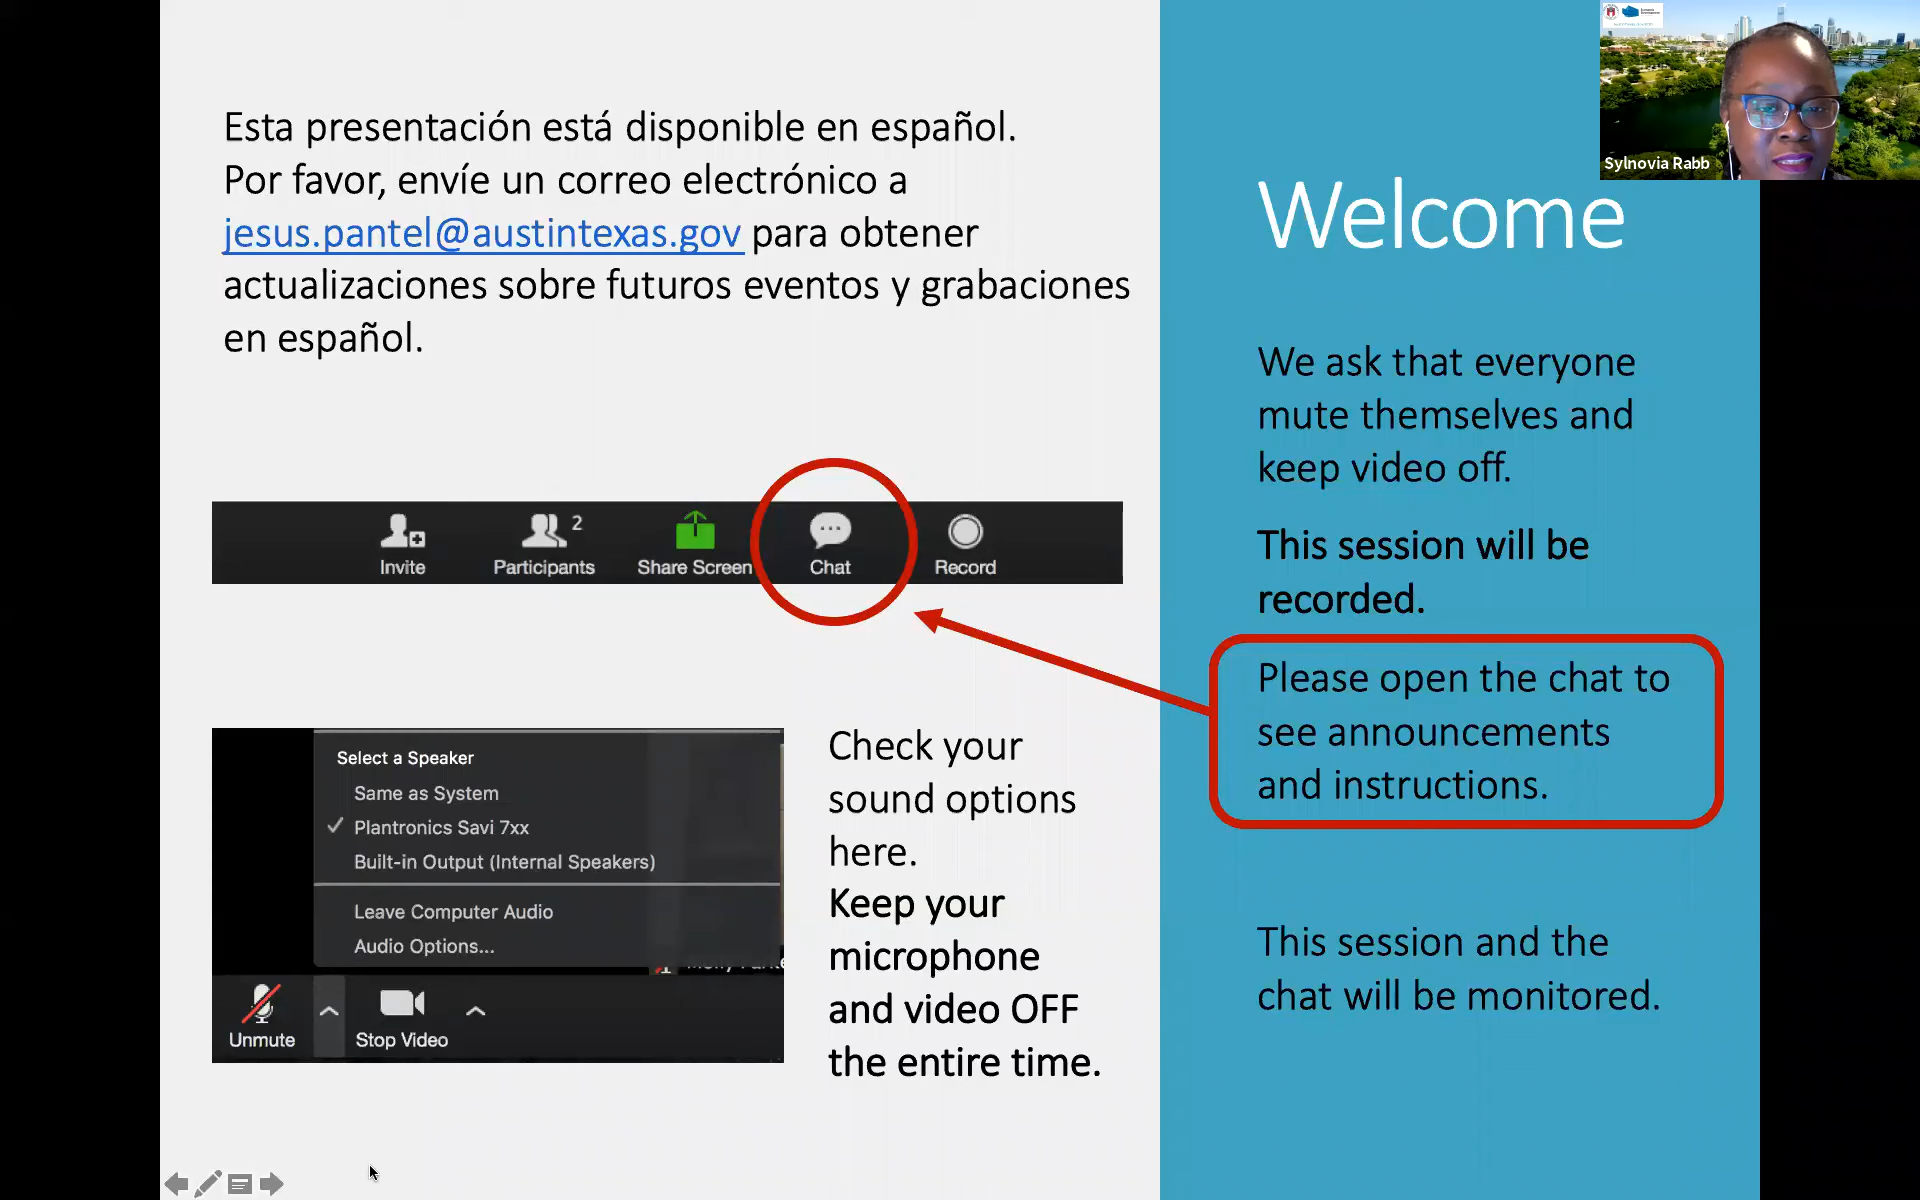 Esta presentación está disponible en español.
Por favor, envíe un correo electrónico a
jesus.pantel@austintexas.gov para obtener
actualizaciones sobre futuros eventos y grabaciones
en español.
Invite
Participants 2
Share Screen
Chat
Record
Select a Speaker
Same as System
✓ Plantronics Savi 7xx
Built-in Output (Internal Speakers)
Leave Computer Audio
Audio Options...
Unmute
Stop Video
Check your
sound options
here.
Keep your
microphone
and video OFF
the entire time.
Sylnovia Rabb
Welcome
We ask that everyone
mute themselves and
keep video off.
This session will be
recorded.
Please open the chat to
see announcements
and instructions.
This session and the
chat will be monitored.